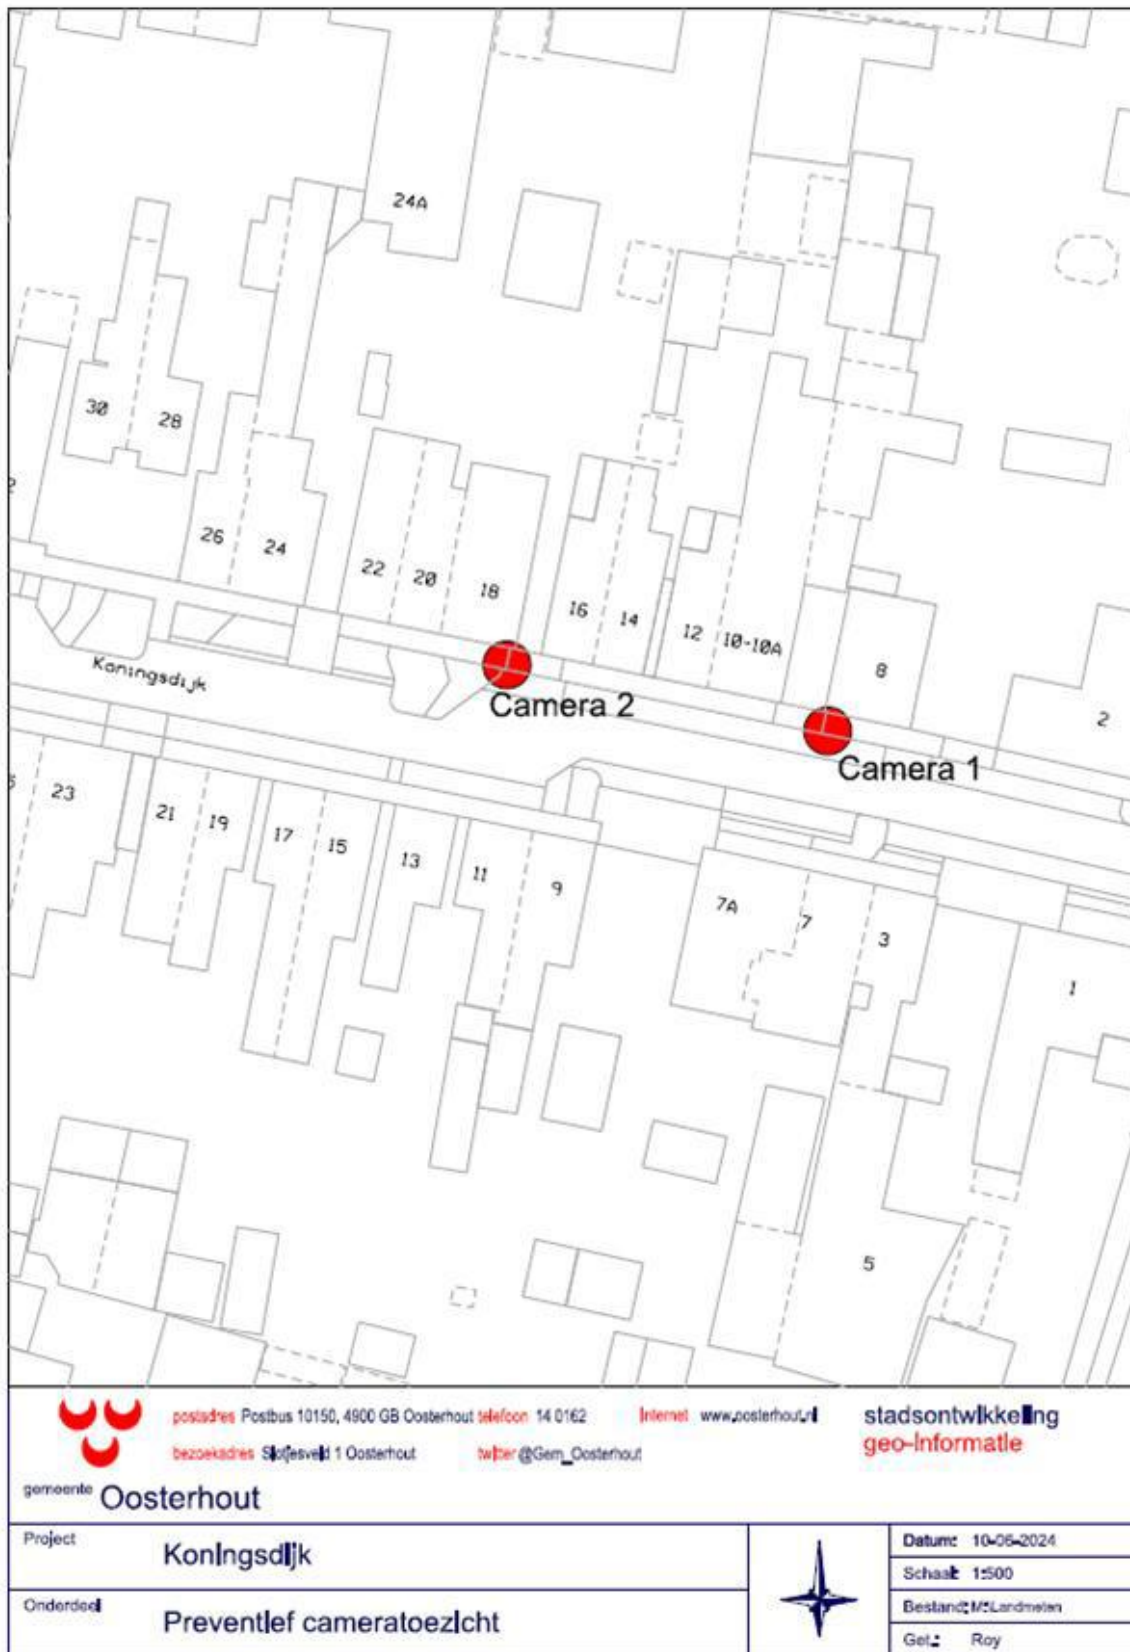 24A
30
28
26
24
22
20
18
16
14
12
10-10A
8
2
Koningsdijk
Camera 2
Camera 1
23
21
19
17
15
13
11
9
7A
7
3
1
5
postadres Postbus 10150, 4900 GB Oosterhout telefoon 14 0162 Internet www.oosterhout.nl
bezoekadres Slotjesveld 1 Oosterhout twitter @Gem_Oosterhout
stadsontwikkeling
geo-Informatie
gemeente Oosterhout
Project Koningsdijk
Onderdeel Preventief cameratoezicht
Datum: 10-06-2024
Schaal: 1:500
Bestand: M:Landmeten
Get.: Roy